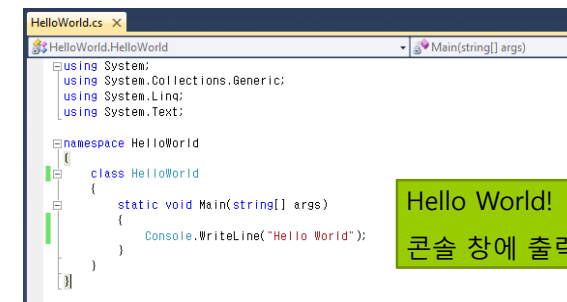 HelloWorld.cs
HelloWorld.HelloWorld
Main(string[] args)
using System;
using System.Collections.Generic;
using System.Linq;
using System.Text;
namespace HelloWorld
{
class HelloWorld
{
static void Main(string[] args)
{
Console.WriteLine("Hello World");
}
}
}
Hello World!
콘솔 창에 출력